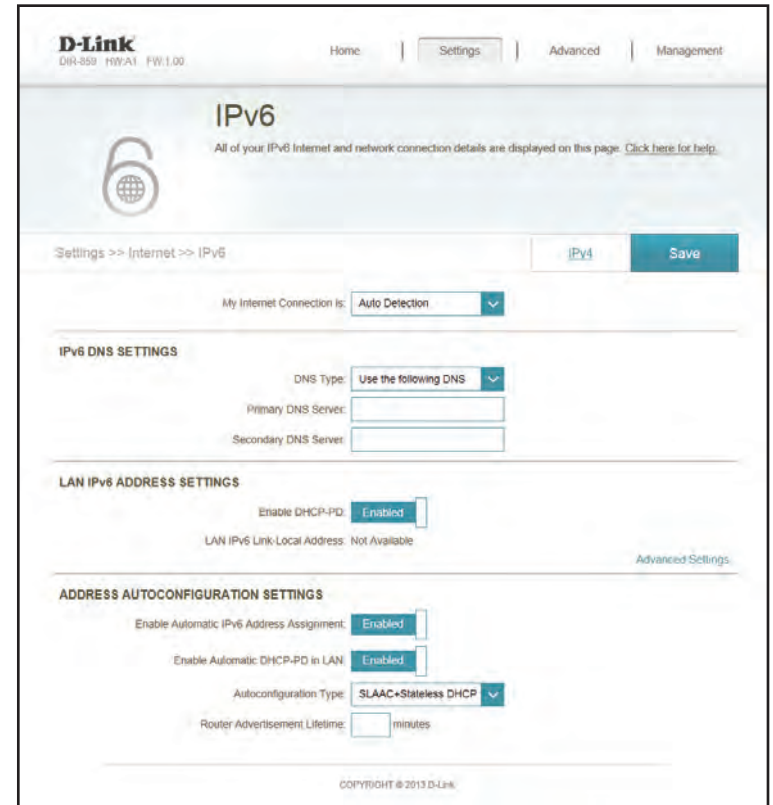 D-Link
DIR-859 HW:A1 FW:1.00
Home | Settings | Advanced | Management
IPv6
All of your IPv6 Internet and network connection details are displayed on this page. Click here for help.
Settings >> Internet >> IPv6
IPv4
Save
My Internet Connection is: Auto Detection
IPv6 DNS SETTINGS
DNS Type: Use the following DNS
Primary DNS Server:
Secondary DNS Server:
LAN IPv6 ADDRESS SETTINGS
Enable DHCP-PD: Enabled
LAN IPv6 Link-Local Address: Not Available
Advanced Settings
ADDRESS AUTOCONFIGURATION SETTINGS
Enable Automatic IPv6 Address Assignment: Enabled
Enable Automatic DHCP-PD in LAN: Enabled
Autoconfiguration Type: SLAAC+Stateless DHCP
Router Advertisement Lifetime: minutes
COPYRIGHT © 2013 D-Link